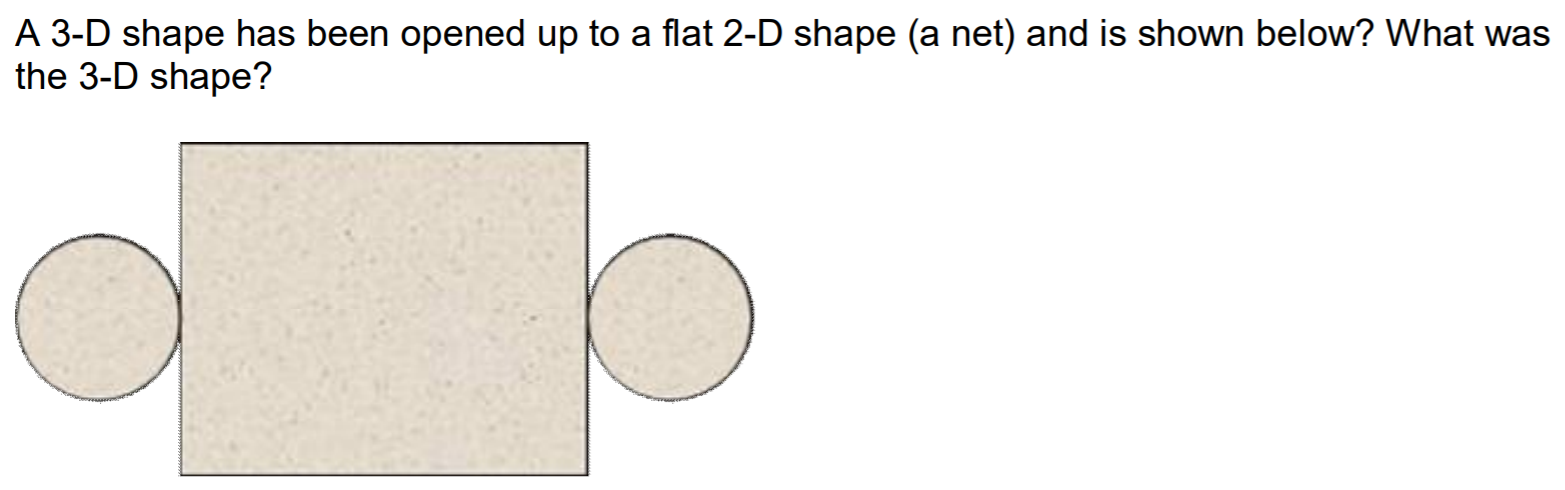 A 3-D shape has been opened up to a flat 2-D shape (a net) and is shown below? What was
the 3-D shape?